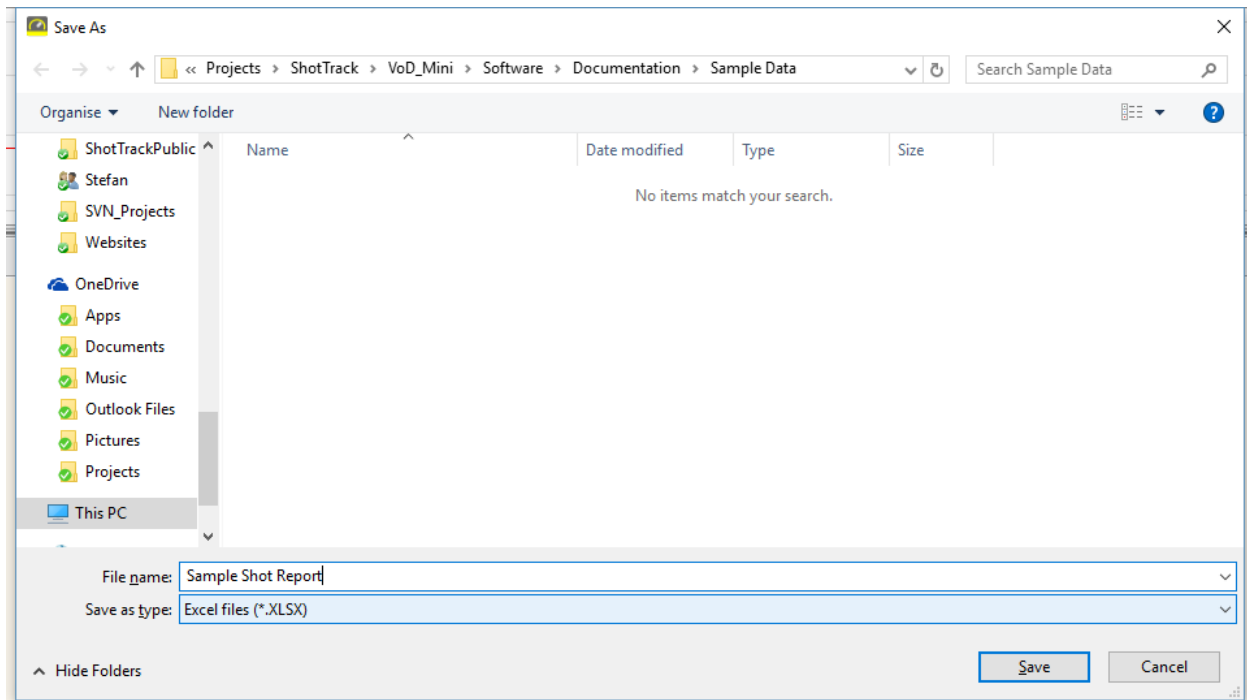 Save As
« Projects > ShotTrack > VoD_Mini > Software > Documentation > Sample Data
Search Sample Data
Organise New folder
Name Date modified Type Size
No items match your search.
ShotTrackPublic
Stefan
SVN_Projects
Websites
OneDrive
Apps
Documents
Music
Outlook Files
Pictures
Projects
This PC
File name: Sample Shot Report
Save as type: Excel files (*.XLSX)
Hide Folders Save Cancel